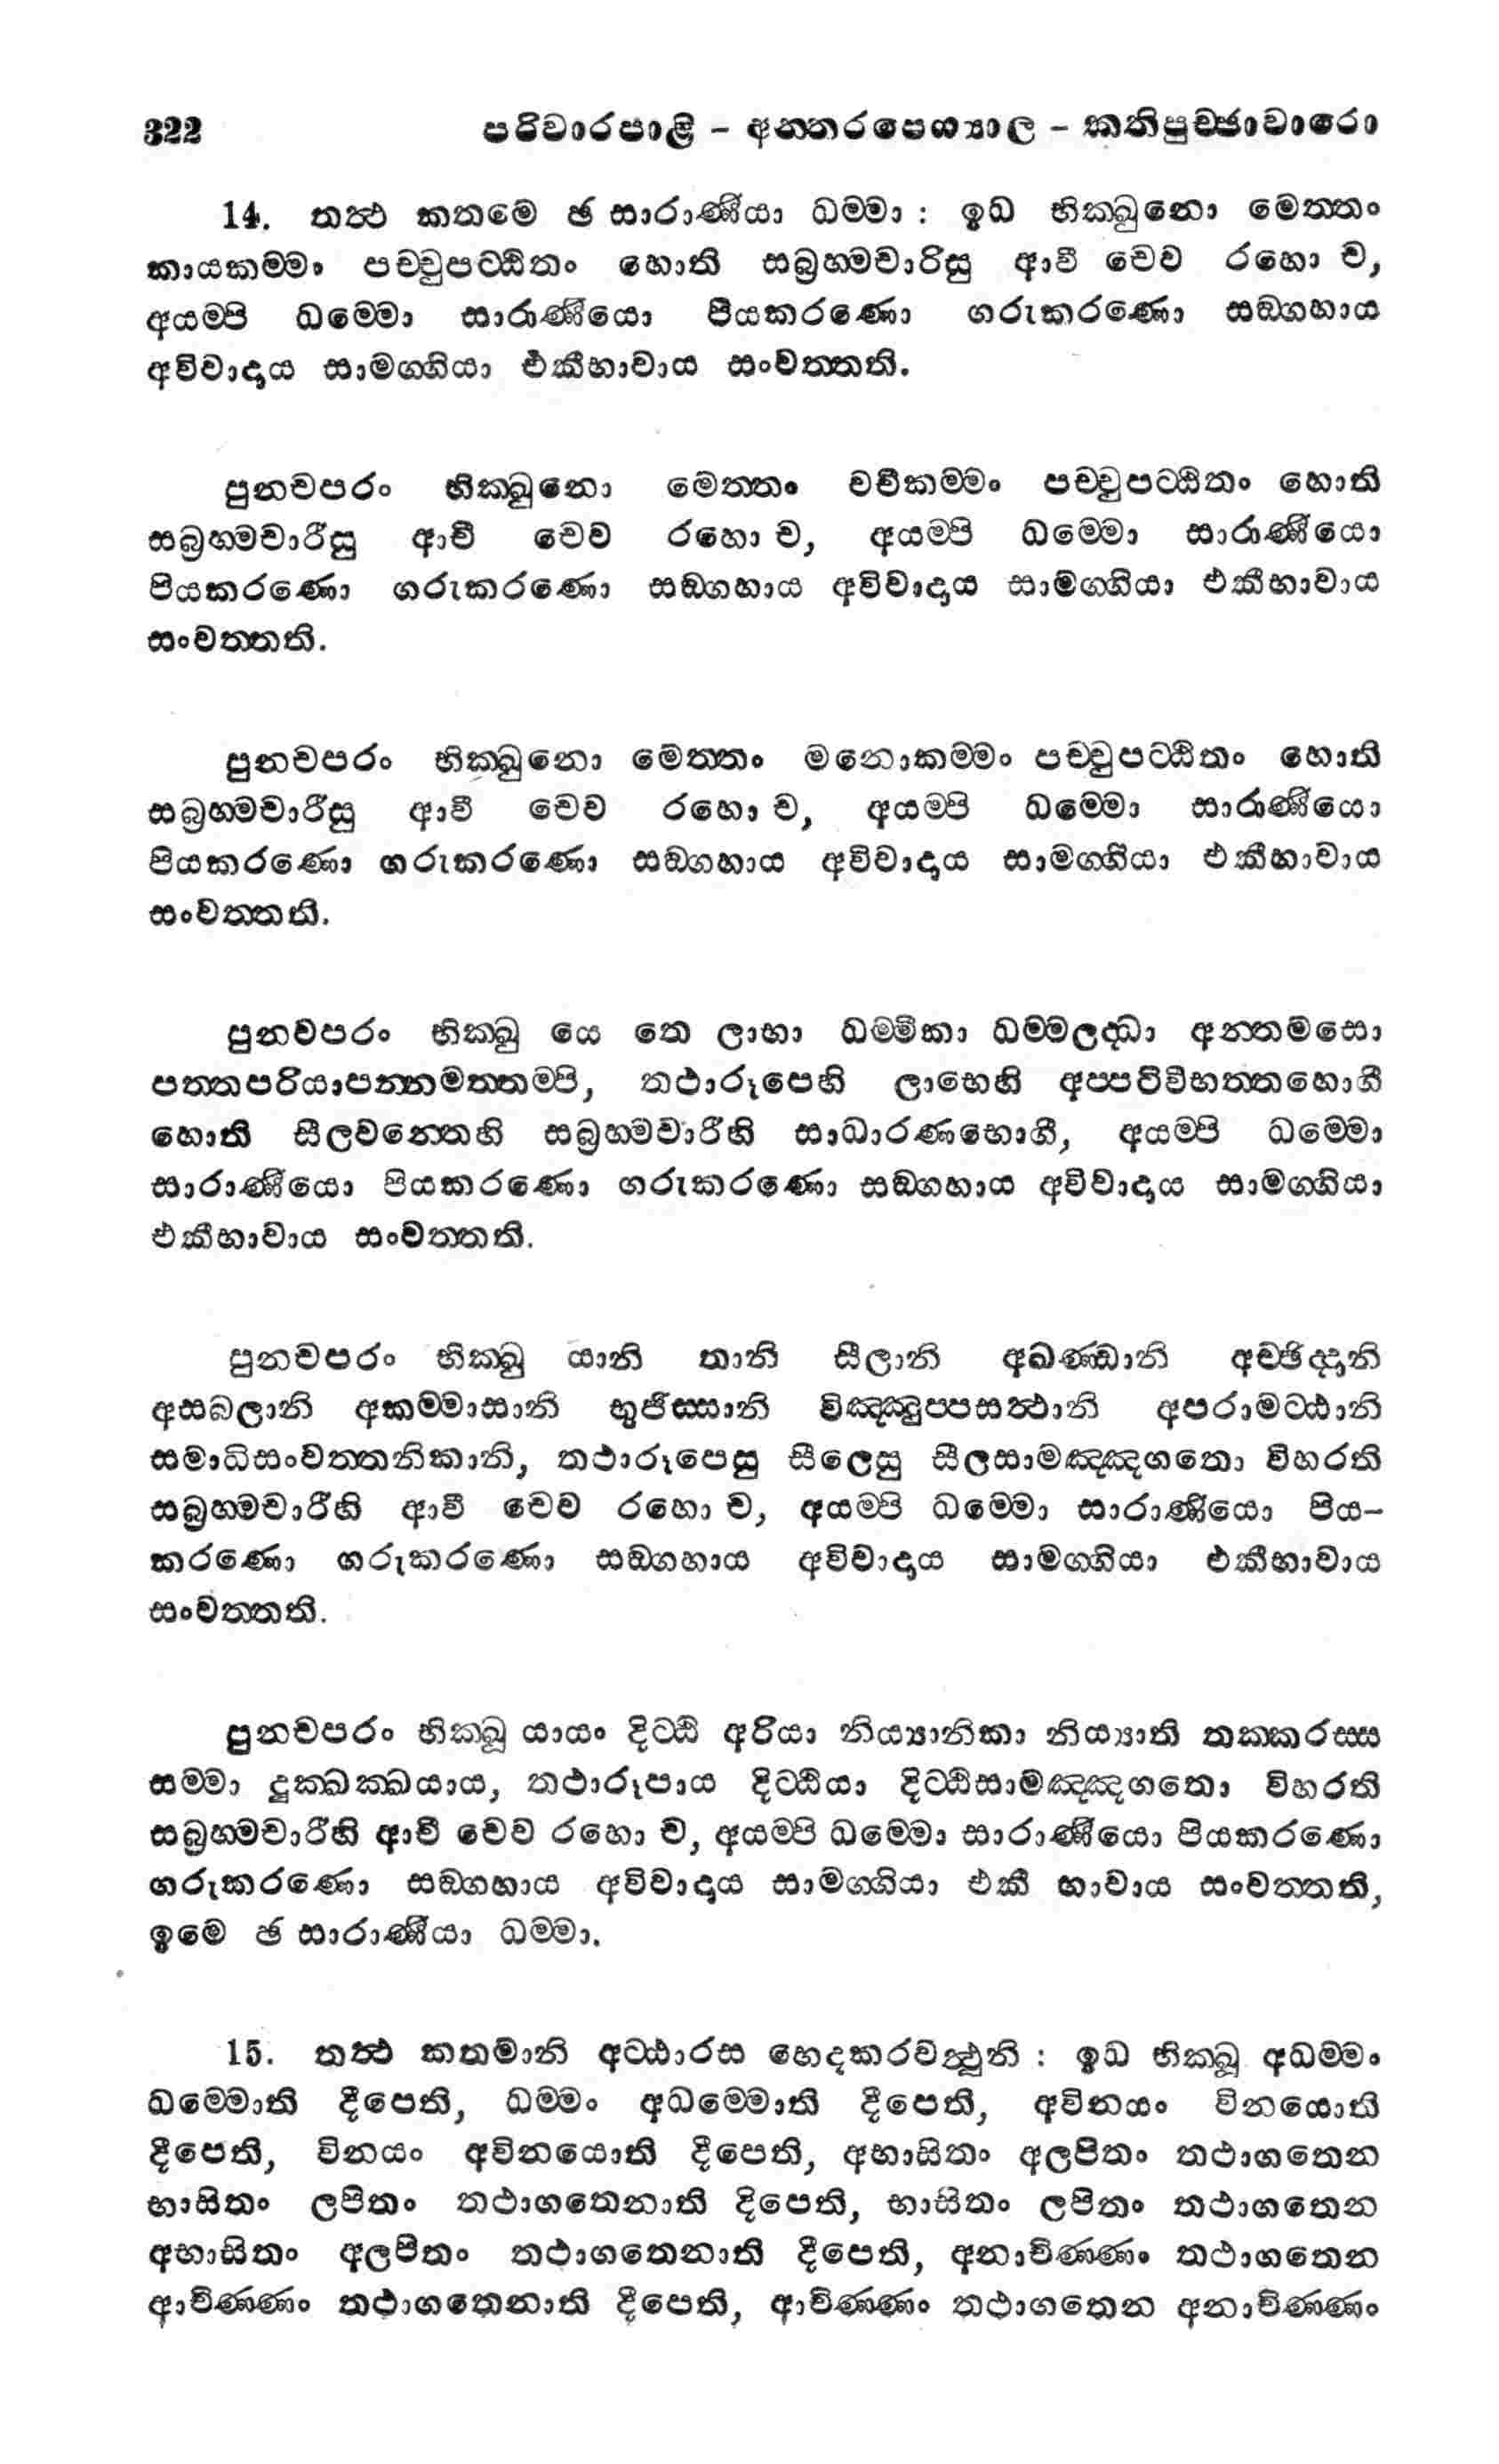 322 පරිවාරපාළි – අන්තරපෙය්‍යාල – කතිපුච්ඡාවාරො
14. තත්‍ථ කතමෙ ඡ සාරාණීයා ධම්මා : ඉධ භික්ඛුනො මෙත්තං
කායකම්මං පච්චුපට්ඨිතං හොති සබ්‍රහ්මචාරිසු ආවී චෙව රහො ච,
අයම්පි ධම්මො සාරාණීයො පියකරණො ගරුකරණො සඞ්ගහාය
අවිවාදාය සාමග්ගියා එකීභාවාය සංවත්තති.
පුනචපරං භික්ඛුනො මෙත්තං වචීකම්මං පච්චුපට්ඨිතං හොති
සබ්‍රහ්මචාරීසු ආවී චෙව රහො ච, අයම්පි ධම්මො සාරාණීයො
පියකරණො ගරුකරණො සඞ්ගහාය අවිවාදාය සාමග්ගියා එකීභාවාය
සංවත්තති.
පුනචපරං භික්ඛුනො මෙත්තං මනොකම්මං පච්චුපට්ඨිතං හොති
සබ්‍රහ්මචාරීසු ආවී චෙව රහො ච, අයම්පි ධම්මො සාරාණීයො
පියකරණො ගරුකරණො සඞ්ගහාය අවිවාදාය සාමග්ගියා එකීභාවාය
සංවත්තති.
පුනචපරං භික්ඛු යෙ තෙ ලාභා ධම්මිකා ධම්මලද්ධා අන්තමසො
පත්තපරියාපන්නමත්තම්පි, තථාරූපෙහි ලාභෙහි අප්පටිවිභත්තභොගී
හොති සීලවන්තෙහි සබ්‍රහ්මචාරීහි සාධාරණභොගී, අයම්පි ධම්මො
සාරාණීයො පියකරණො ගරුකරණො සඞ්ගහාය අවිවාදාය සාමග්ගියා
එකීභාවාය සංවත්තති.
පුනචපරං භික්ඛු යානි තානි සීලානි අඛණ්ඩානි අච්ඡිද්දානි
අසබලානි අකම්මාසානි භුජිස්සානි විඤ්ඤුප්පසත්‍ථානි අපරාමට්ඨානි
සමාධිසංවත්තනිකානි, තථාරූපෙසු සීලෙසු සීලසාමඤ්ඤගතො විහරති
සබ්‍රහ්මචාරීහි ආවී චෙව රහො ච, අයම්පි ධම්මො සාරාණීයො පිය–
කරණො ගරුකරණො සඞ්ගහාය අවිවාදාය සාමග්ගියා එකීභාවාය
සංවත්තති.
පුනචපරං භික්ඛූ යායං දිට්ඨි අරියා නිය්‍යානිකා නිය්‍යාති තක්කරස්ස
සම්මා දුක්ඛක්ඛයාය, තථාරූපාය දිට්ඨියා දිට්ඨිසාමඤ්ඤගතො විහරති
සබ්‍රහ්මචාරීහි ආවී චෙව රහො ච, අයම්පි ධම්මො සාරාණීයො පියකරණො
ගරුකරණො සඞ්ගහාය අවිවාදාය සාමග්ගියා එකී භාවාය සංවත්තති,
ඉමෙ ඡ සාරාණීයා ධම්මා.
15. තත්‍ථ කතමානි අට්ඨාරස භෙදකරවත්‍ථූනි : ඉධ භික්ඛූ අධම්මං
ධම්මොති දීපෙති, ධම්මං අධම්මොති දීපෙති, අවිනයං විනයොති
දීපෙති, විනයං අවිනයොති දීපෙති, අභාසිතං අලපිතං තථාගතෙන
භාසිතං ලපිතං තථාගතෙනාති දිපෙති, භාසිතං ලපිතං තථාගතෙන
අභාසිතං අලපිතං තථාගතෙනාති දීපෙති, අනාචිණ්ණං තථාගතෙන
ආචිණ්ණං තථාගතෙනාති දීපෙති, ආචිණ්ණං තථාගතෙන අනාචිණ්ණං